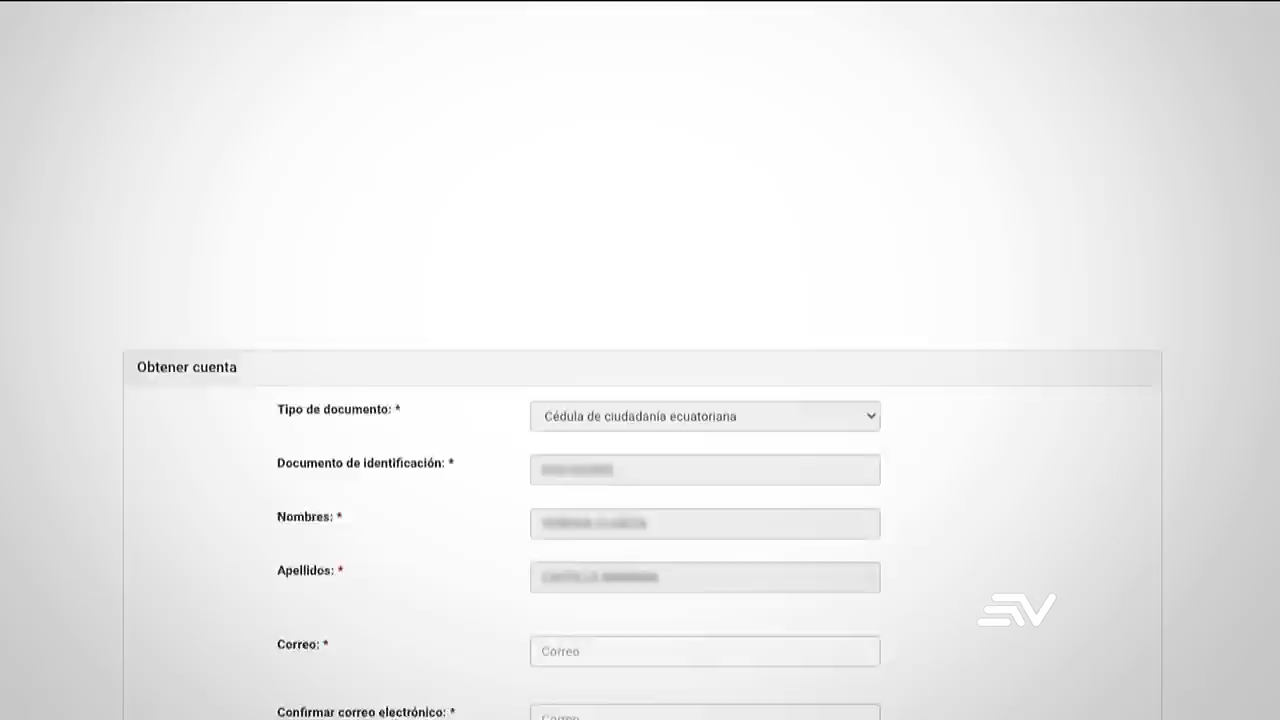 Obtener cuenta
Tipo de documento: *
Cédula de ciudadanía ecuatoriana
Documento de identificación: *
Nombres: *
Apellidos: *
Correo: *
Correo
Confirmar correo electrónico: *
Correo